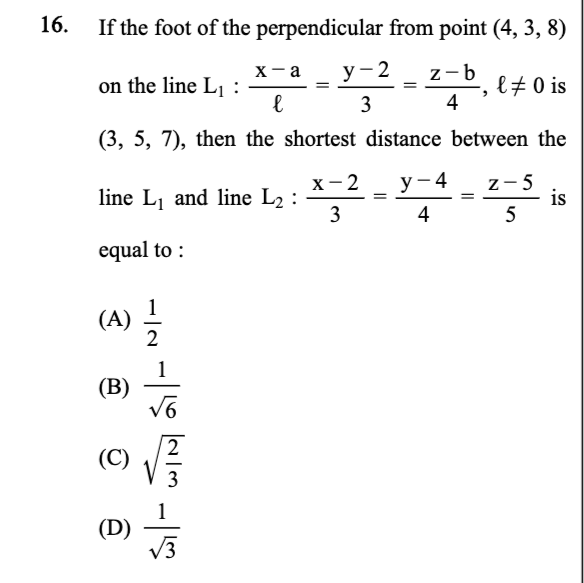 16. If the foot of the perpendicular from point (4, 3, 8)
on the line L₁ : (x − a)/ℓ = (y − 2)/3 = (z − b)/4, ℓ ≠ 0 is
(3, 5, 7), then the shortest distance between the
line L₁ and line L₂ : (x − 2)/3 = (y − 4)/4 = (z − 5)/5 is
equal to :
(A) 1/2
(B) 1/√6
(C) √(2/3)
(D) 1/√3